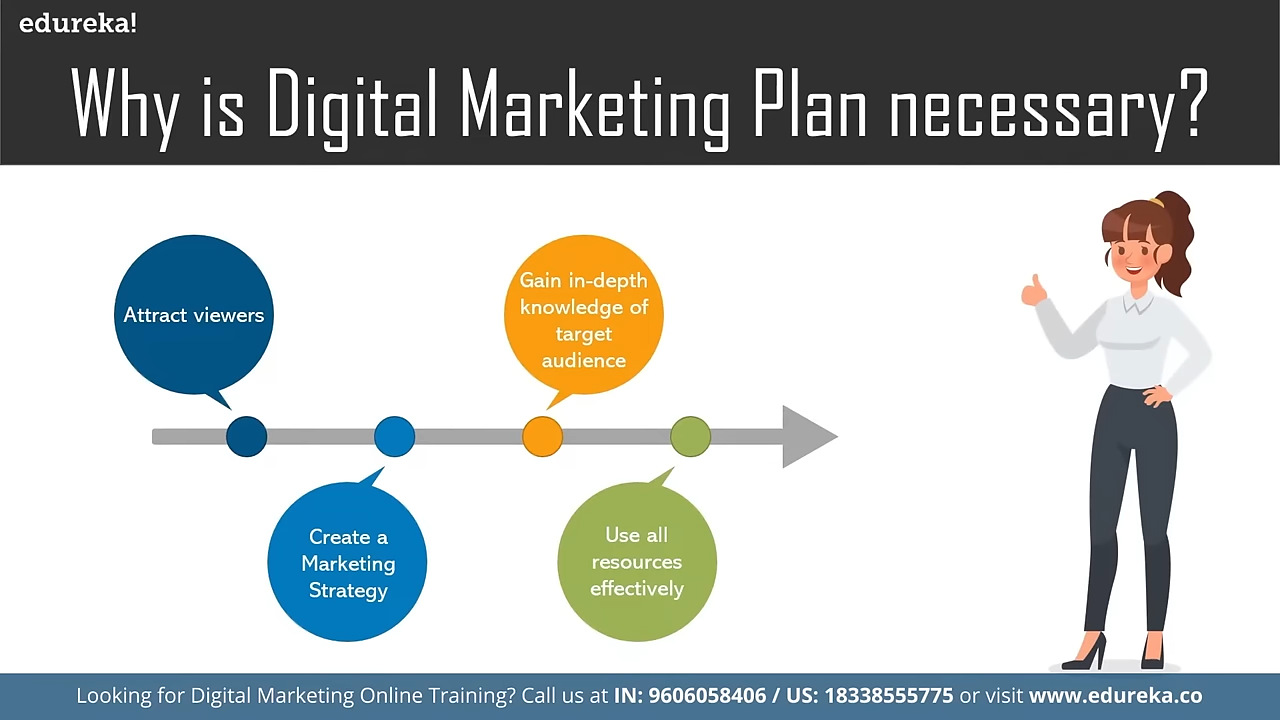 edureka!
Why is Digital Marketing Plan necessary?
Attract viewers
Gain in-depth
knowledge of
target
audience
Create a
Marketing
Strategy
Use all
resources
effectively
Looking for Digital Marketing Online Training? Call us at IN: 9606058406 / US: 18338555775 or visit www.edureka.co